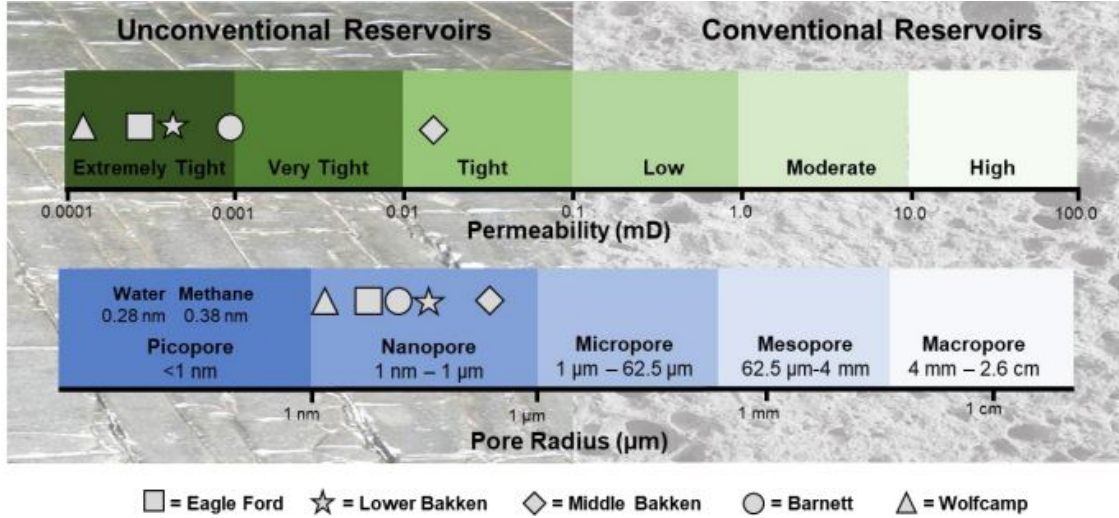 Unconventional Reservoirs
Conventional Reservoirs
Extremely Tight
Very Tight
Tight
Low
Moderate
High
0.0001
0.001
0.01
0.1
1.0
10.0
100.0
Permeability (mD)
Water Methane
0.28 nm 0.38 nm
Picopore
<1 nm
Nanopore
1 nm – 1 µm
Micropore
1 µm – 62.5 µm
Mesopore
62.5 µm-4 mm
Macropore
4 mm – 2.6 cm
1 nm
1 µm
1 mm
1 cm
Pore Radius (µm)
= Eagle Ford
= Lower Bakken
= Middle Bakken
= Barnett
= Wolfcamp